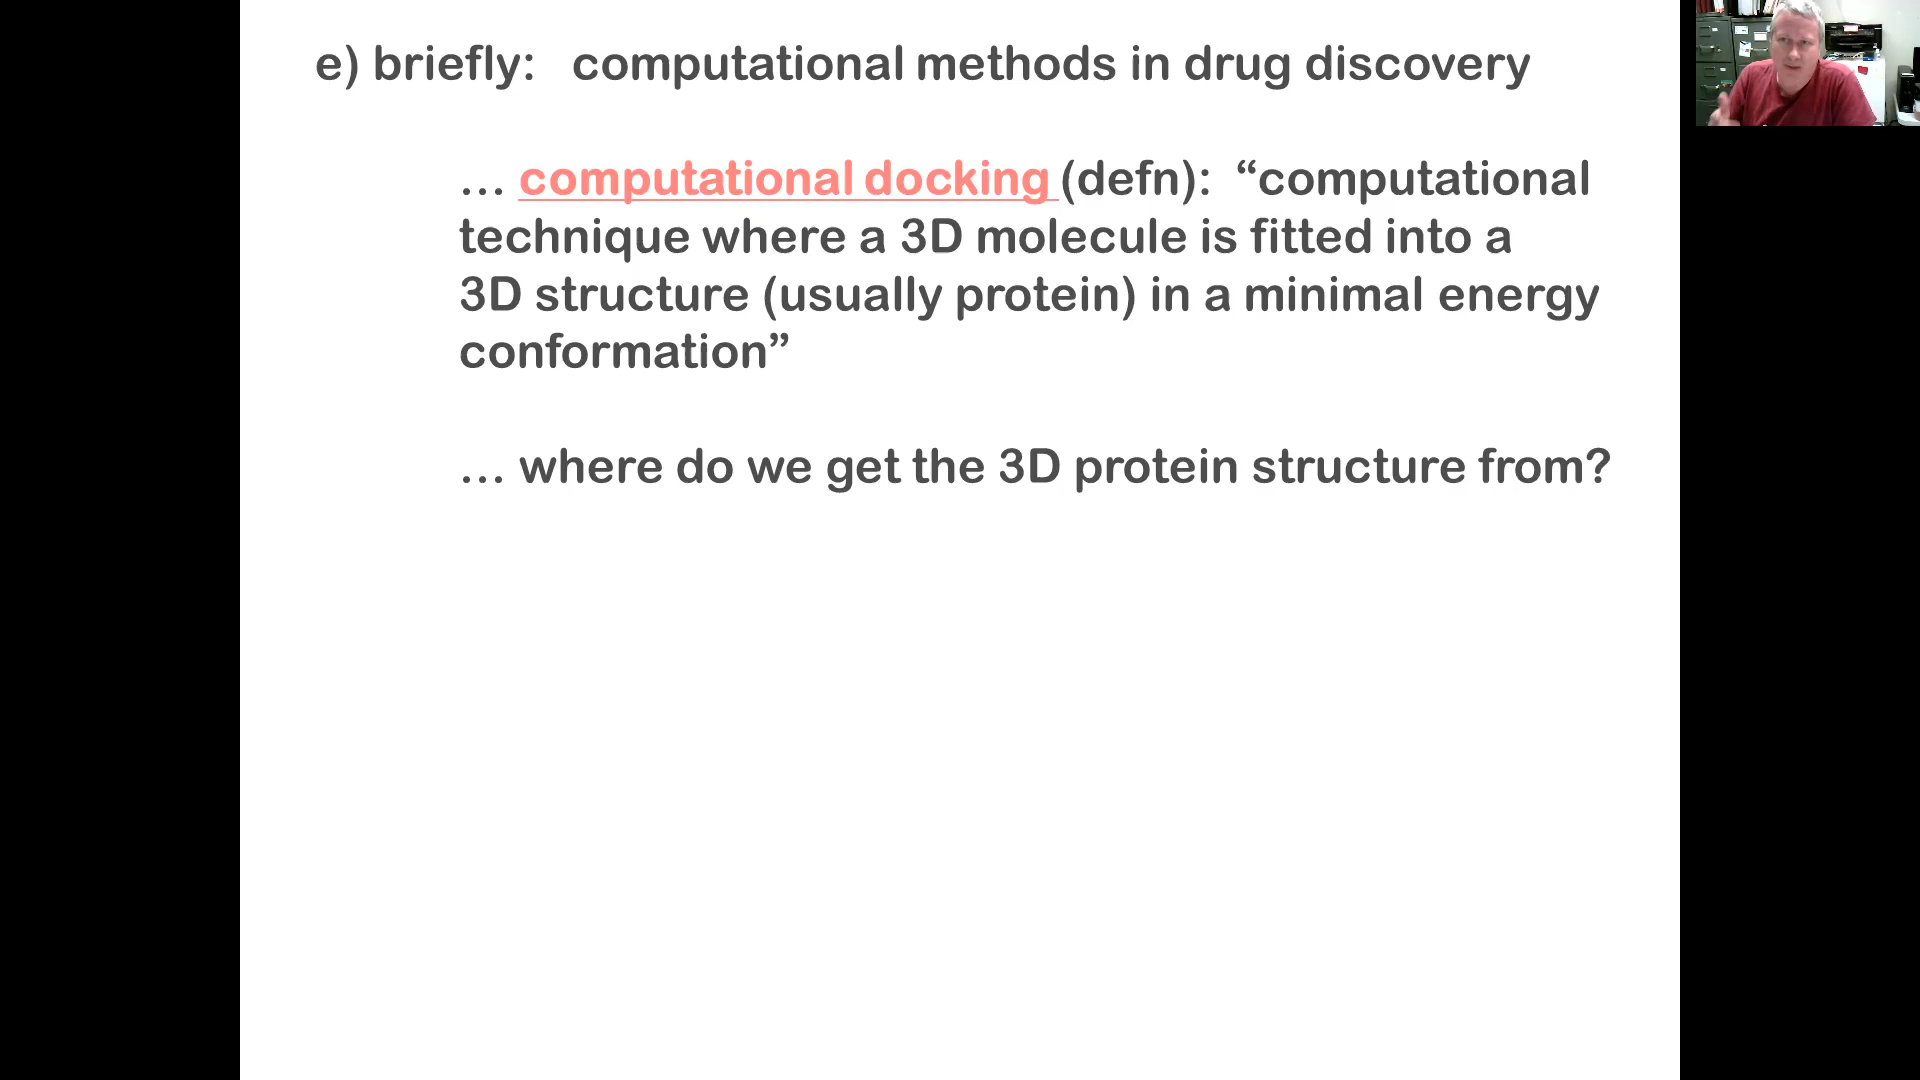 e) briefly:   computational methods in drug discovery
… computational docking (defn):  “computational
technique where a 3D molecule is fitted into a
3D structure (usually protein) in a minimal energy
conformation”
… where do we get the 3D protein structure from?